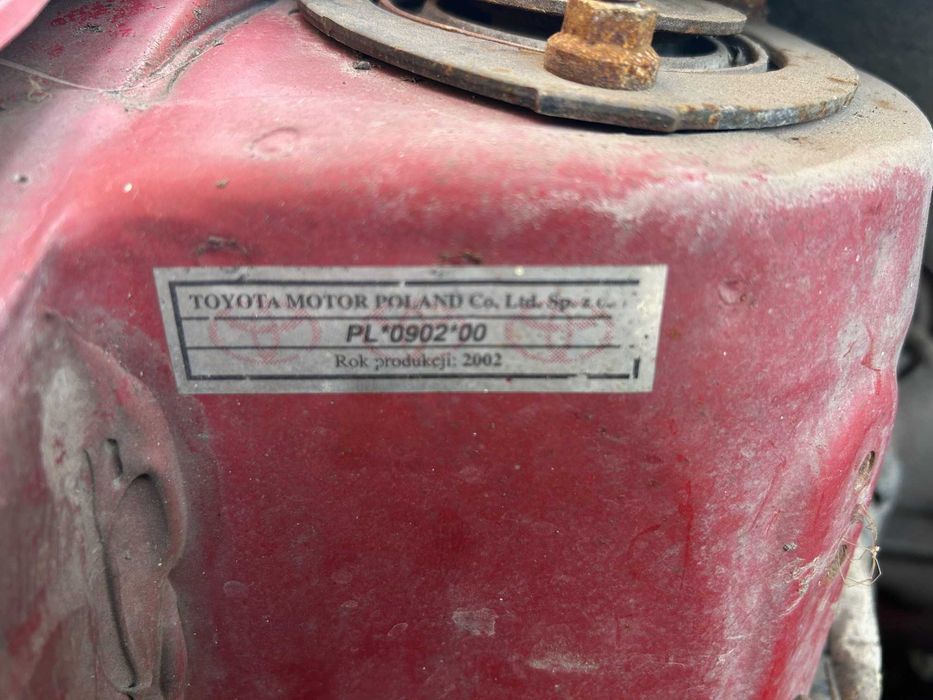 TOYOTA MOTOR POLAND Co. Ltd. Sp. z o.
PL*0902*00
Rok produkcji: 2002